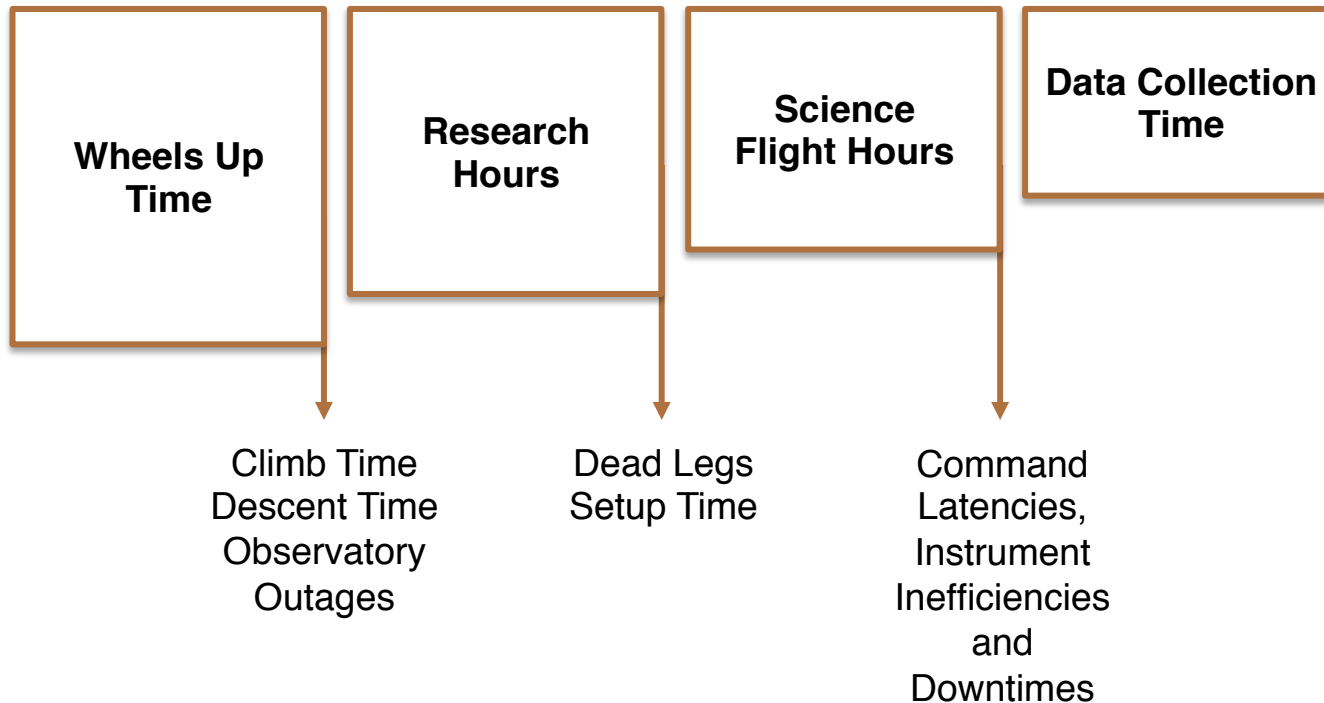 Wheels Up
Time
Research
Hours
Science
Flight Hours
Data Collection
Time
Climb Time
Descent Time
Observatory
Outages
Dead Legs
Setup Time
Command
Latencies,
Instrument
Inefficiencies
and
Downtimes